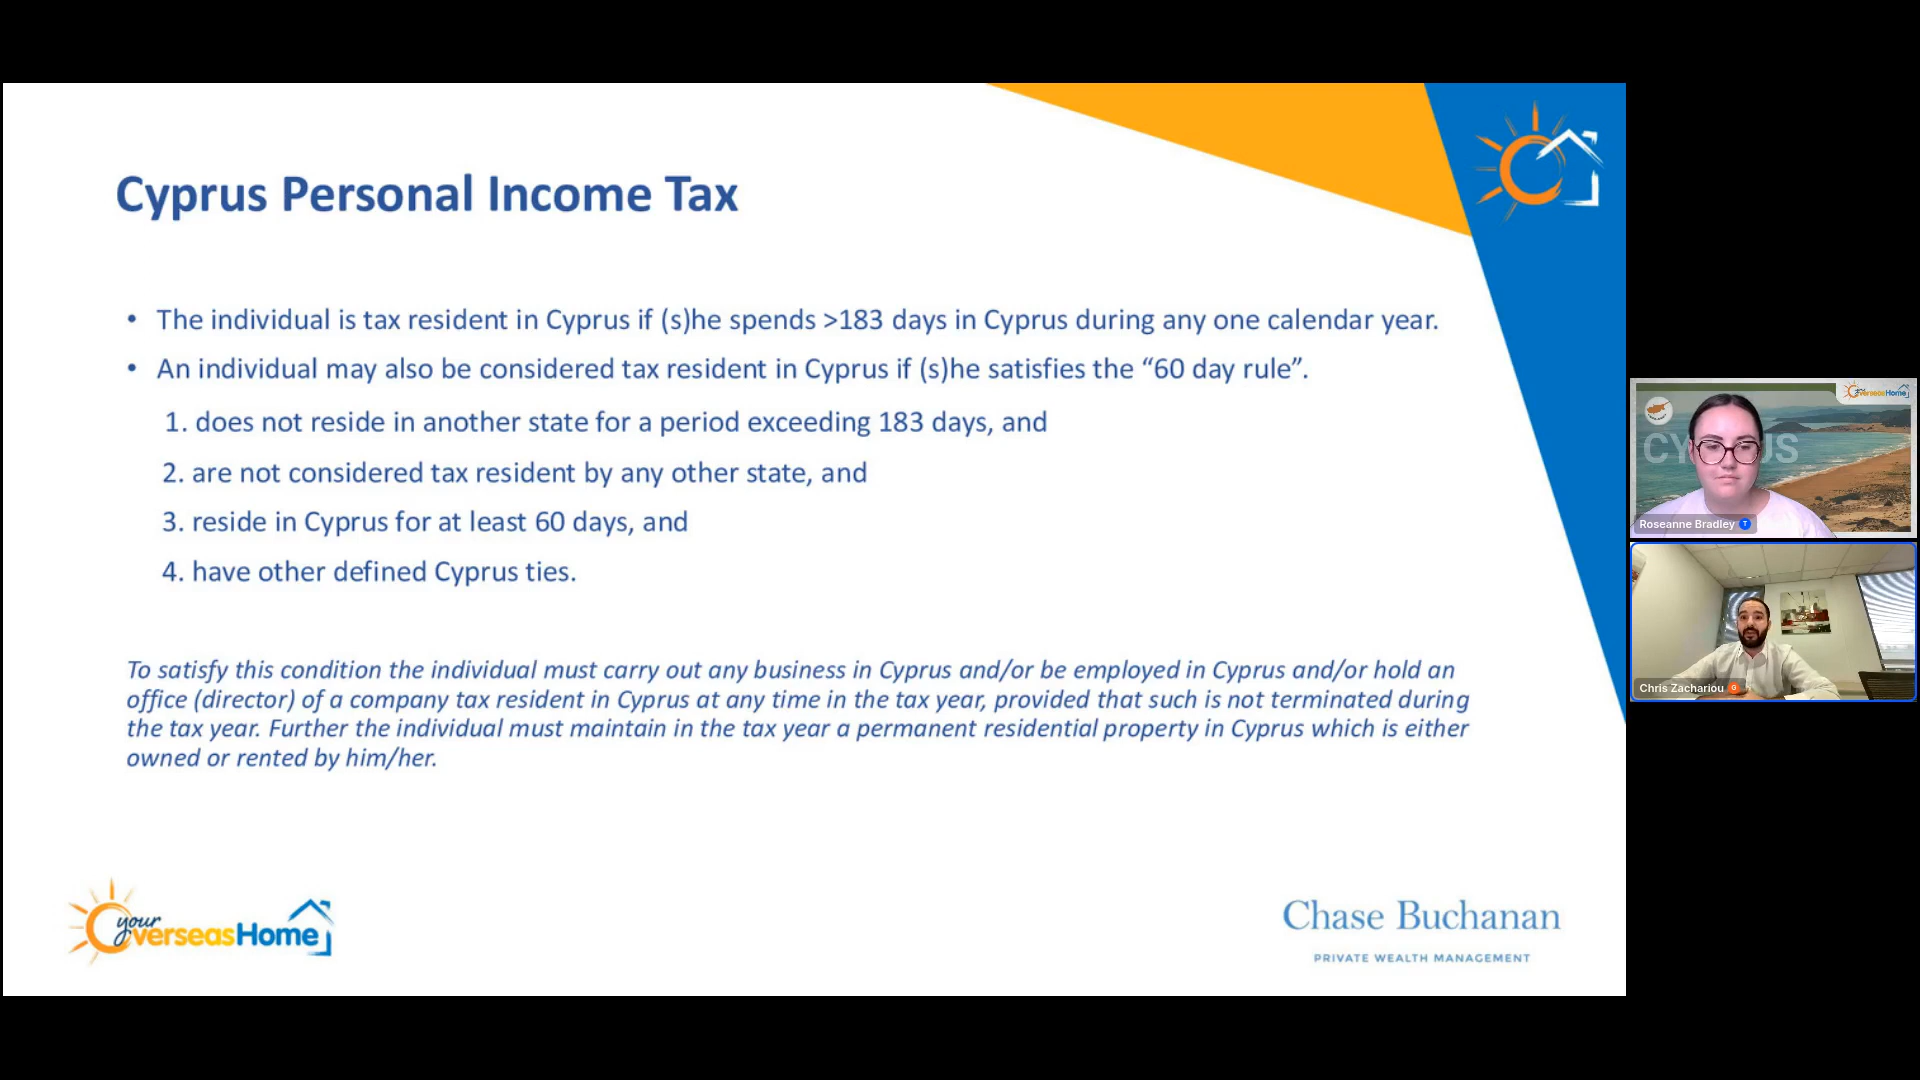 Cyprus Personal Income Tax
• The individual is tax resident in Cyprus if (s)he spends >183 days in Cyprus during any one calendar year.
• An individual may also be considered tax resident in Cyprus if (s)he satisfies the “60 day rule”.
1. does not reside in another state for a period exceeding 183 days, and
2. are not considered tax resident by any other state, and
3. reside in Cyprus for at least 60 days, and
4. have other defined Cyprus ties.
To satisfy this condition the individual must carry out any business in Cyprus and/or be employed in Cyprus and/or hold an
office (director) of a company tax resident in Cyprus at any time in the tax year, provided that such is not terminated during
the tax year. Further the individual must maintain in the tax year a permanent residential property in Cyprus which is either
owned or rented by him/her.
your
OverseasHome
Chase Buchanan
PRIVATE WEALTH MANAGEMENT
OverseasHome
Roseanne Bradley T
Chris Zachariou G